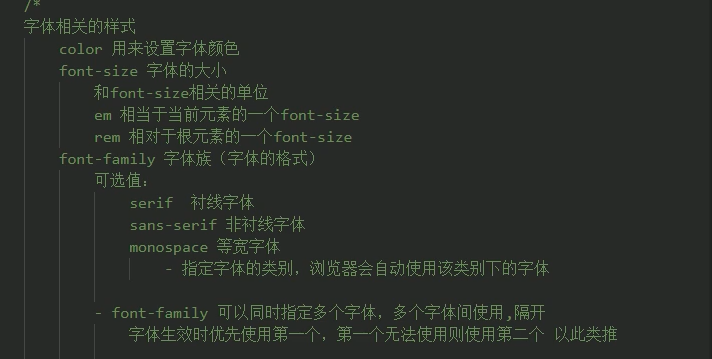 /*
字体相关的样式
color 用来设置字体颜色
font-size 字体的大小
和font-size相关的单位
em 相当于当前元素的一个font-size
rem 相对于根元素的一个font-size
font-family 字体族（字体的格式）
可选值：
serif  衬线字体
sans-serif 非衬线字体
monospace 等宽字体
- 指定字体的类别，浏览器会自动使用该类别下的字体
- font-family 可以同时指定多个字体，多个字体间使用,隔开
字体生效时优先使用第一个，第一个无法使用则使用第二个 以此类推